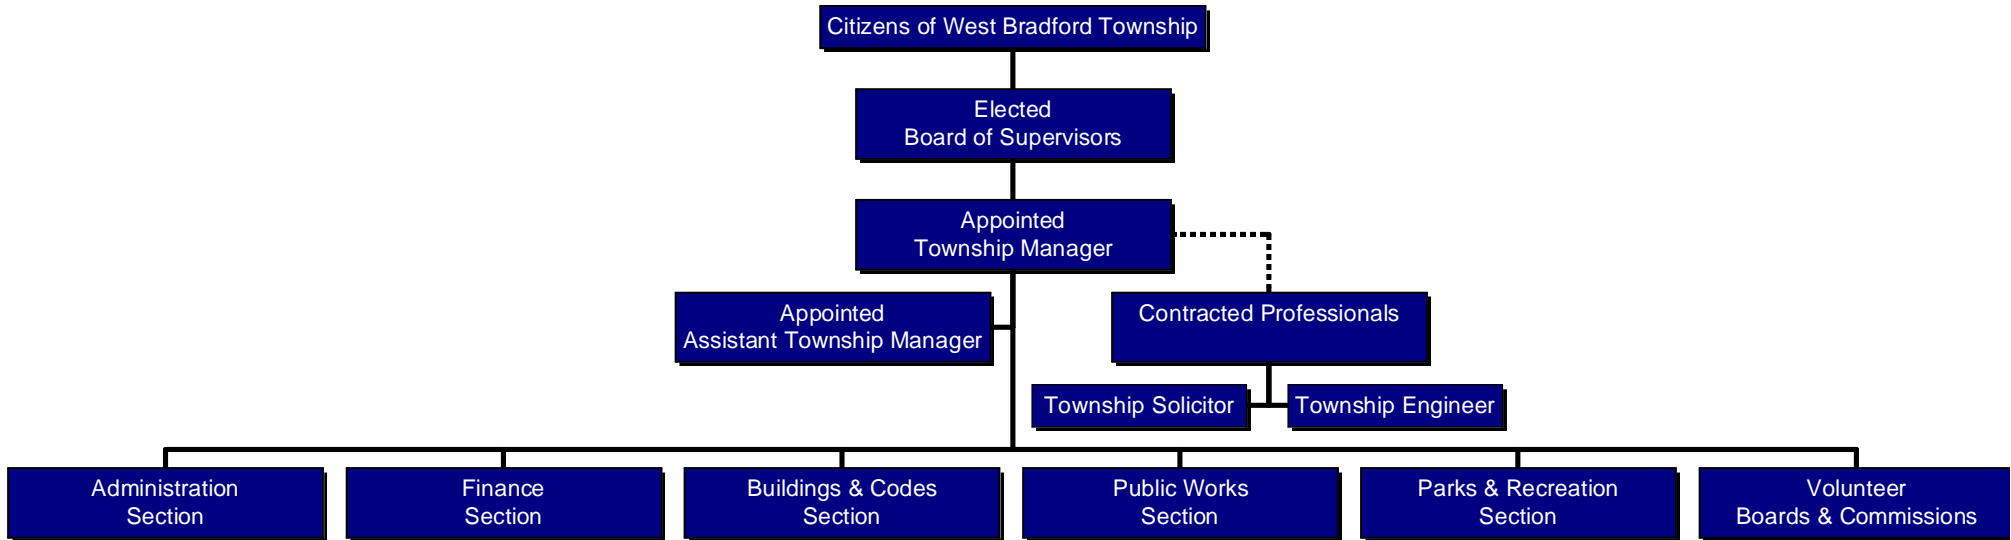 Citizens of West Bradford Township
Elected
Board of Supervisors
Appointed
Township Manager
Appointed
Assistant Township Manager
Contracted Professionals
Township Solicitor
Township Engineer
Administration
Section
Finance
Section
Buildings & Codes
Section
Public Works
Section
Parks & Recreation
Section
Volunteer
Boards & Commissions